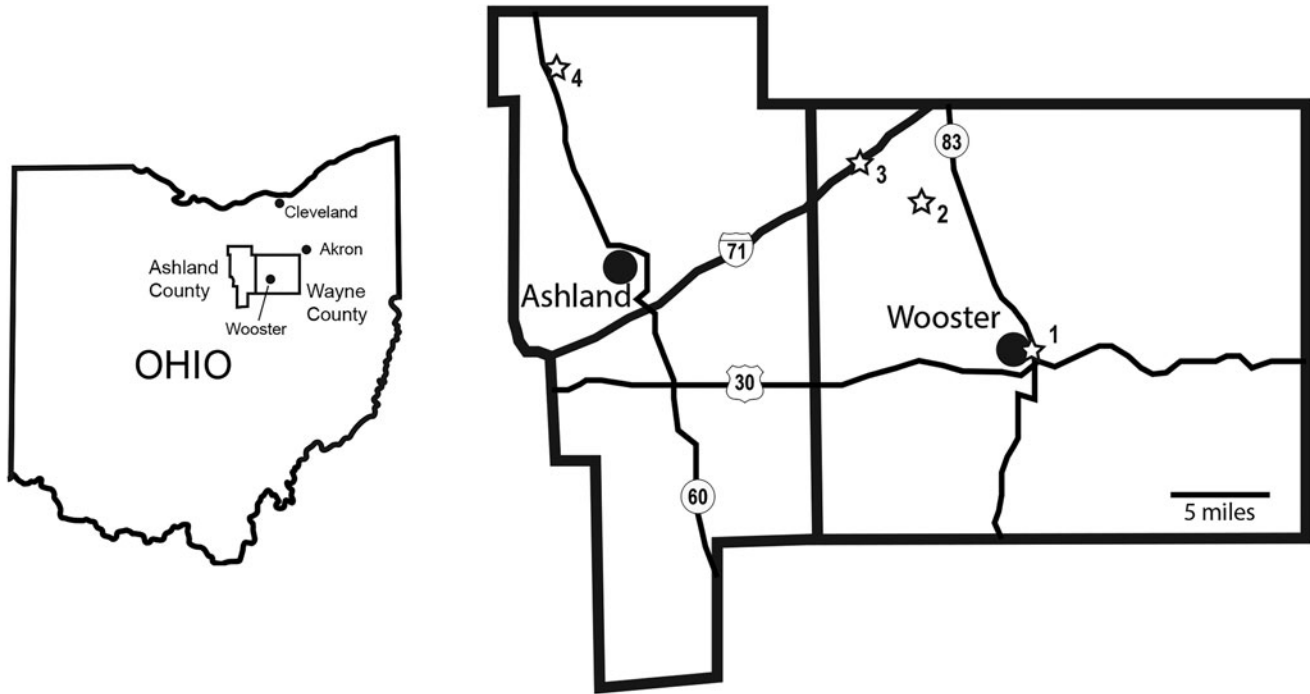 Cleveland
Akron
Ashland
County
Wayne
County
Wooster
OHIO
4
83
3
2
71
Ashland
Wooster
1
30
60
5 miles